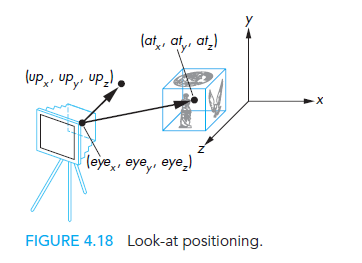 y
(at_x, at_y, at_z)
(up_x, up_y, up_z)
x
z
(eye_x, eye_y, eye_z)
FIGURE 4.18 Look-at positioning.